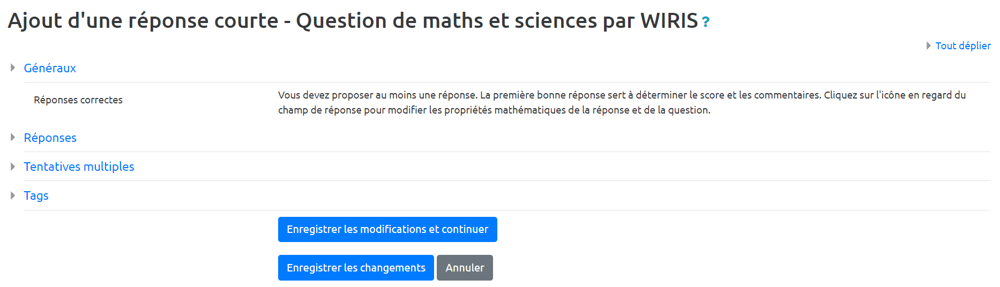 Ajout d'une réponse courte - Question de maths et sciences par WIRIS ?
Tout déplier
Généraux
Réponses correctes
Vous devez proposer au moins une réponse. La première bonne réponse sert à déterminer le score et les commentaires. Cliquez sur l'icône en regard du
champ de réponse pour modifier les propriétés mathématiques de la réponse et de la question.
Réponses
Tentatives multiples
Tags
Enregistrer les modifications et continuer
Enregistrer les changements
Annuler